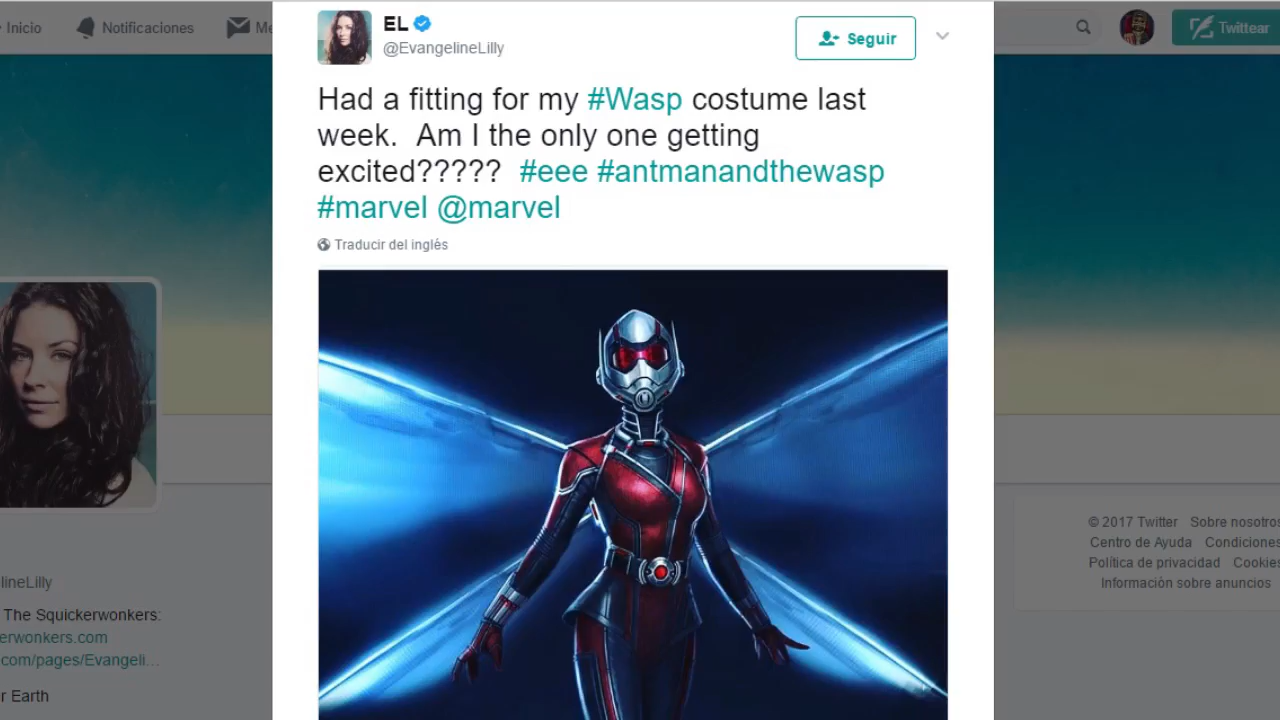 Inicio
Notificaciones
Me
Twittear
EL
@EvangelineLilly
Seguir
Had a fitting for my #Wasp costume last
week. Am I the only one getting
excited????? #eee #antmanandthewasp
#marvel @marvel
Traducir del inglés
lineLilly
The Squickerwonkers:
erwonkers.com
com/pages/Evangeli...
r Earth
© 2017 Twitter Sobre nosotros
Centro de Ayuda Condiciones
Política de privacidad Cookies
Información sobre anuncios